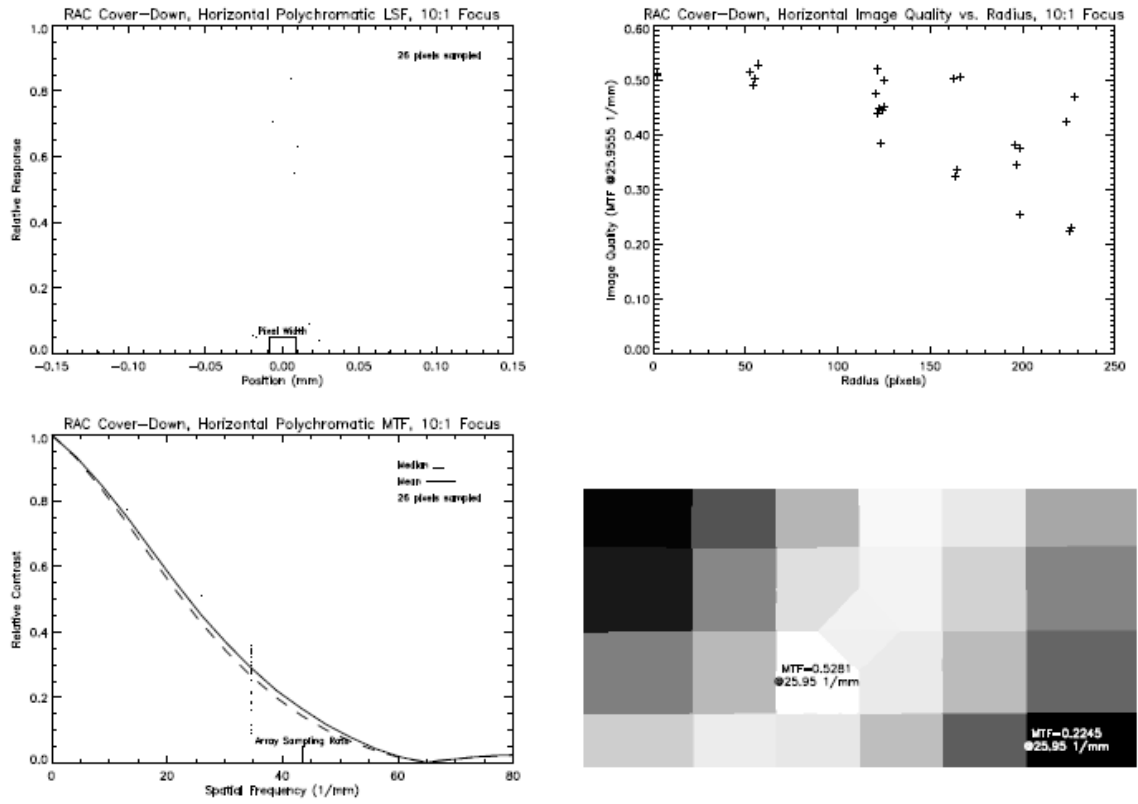 RAC Cover-Down, Horizontal Polychromatic LSF, 10:1 Focus
1.0
0.8
0.6
0.4
0.2
0.0
Relative Response
26 pixels sampled
Pixel Width
-0.15
-0.10
-0.05
0.00
0.05
0.10
0.15
Position (mm)
RAC Cover-Down, Horizontal Image Quality vs. Radius, 10:1 Focus
0.60
0.50
0.40
0.30
0.20
0.10
0.00
Image Quality (MTF @25.9555 1/mm)
0
50
100
150
200
250
Radius (pixels)
RAC Cover-Down, Horizontal Polychromatic MTF, 10:1 Focus
1.0
0.8
0.6
0.4
0.2
0.0
Relative Contrast
Median
Mean
26 pixels sampled
Array Sampling Rate
0
20
40
60
80
Spatial Frequency (1/mm)
MTF=0.5281
@25.95 1/mm
MTF=0.2245
@25.95 1/mm